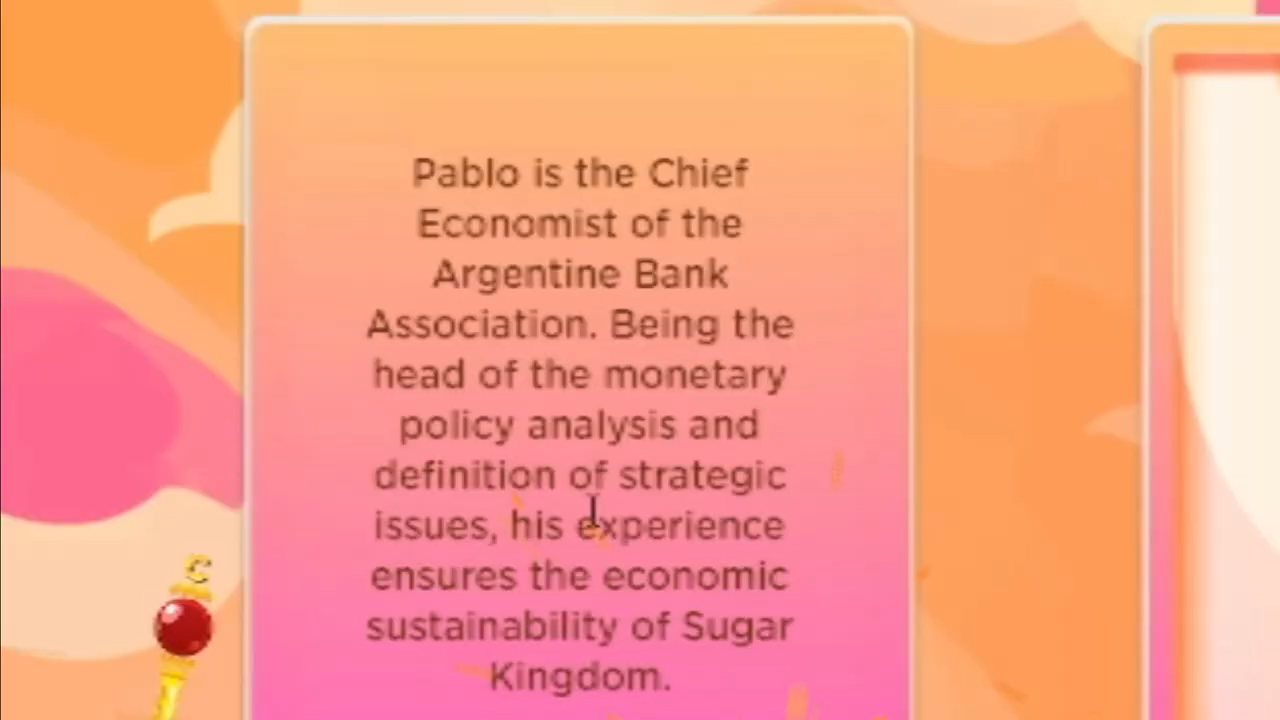 Pablo is the Chief
Economist of the
Argentine Bank
Association. Being the
head of the monetary
policy analysis and
definition of strategic
issues, his experience
ensures the economic
sustainability of Sugar
Kingdom.